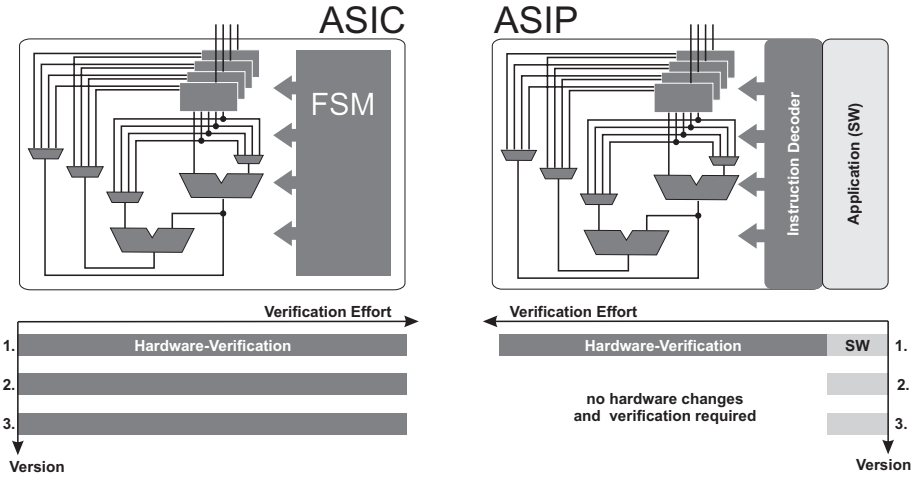 ASIC
FSM
Verification Effort
1.
Hardware-Verification
2.
3.
Version
ASIP
Instruction Decoder
Application (SW)
Verification Effort
Hardware-Verification
SW
1.
no hardware changes
and verification required
2.
3.
Version